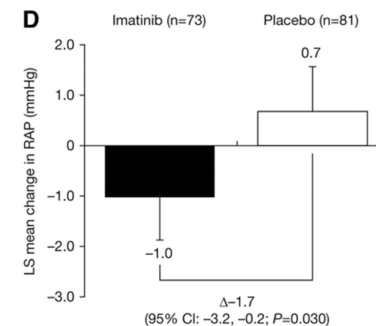 D
Imatinib (n=73) Placebo (n=81)
LS mean change in RAP (mmHg)
2.0
1.0
0
–1.0
–2.0
–3.0
0.7
–1.0
Δ–1.7
(95% CI: –3.2, –0.2; P=0.030)